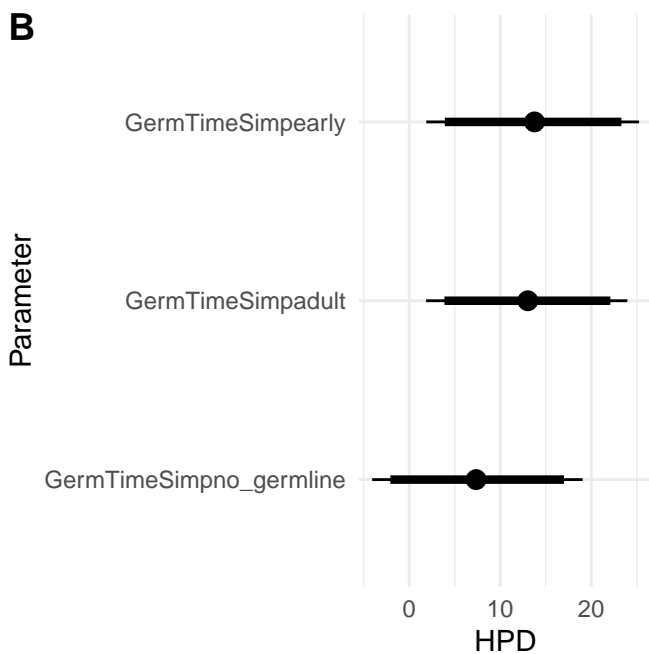 B
GermTimeSimpearly
GermTimeSimpadult
GermTimeSimpno_germline
Parameter
0 10 20
HPD